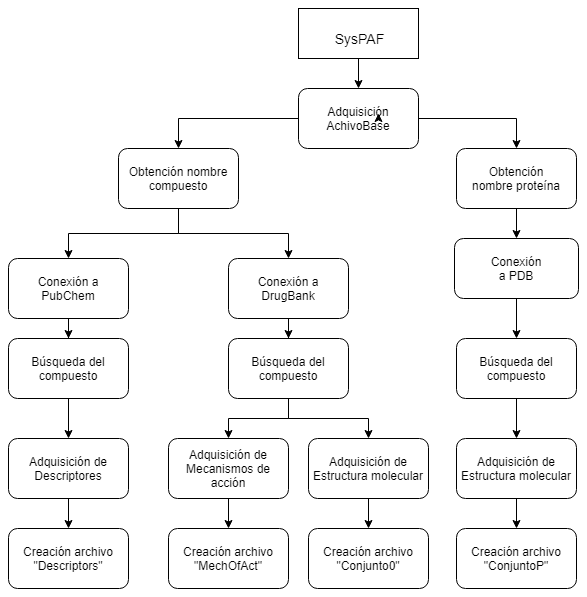 SysPAF
Adquisición
AchivoBase
Obtención nombre
compuesto
Obtención
nombre proteína
Conexión a
PubChem
Conexión a
DrugBank
Conexión
a PDB
Búsqueda del
compuesto
Búsqueda del
compuesto
Búsqueda del
compuesto
Adquisición de
Descriptores
Adquisición de
Mecanismos de
acción
Adquisición de
Estructura molecular
Adquisición de
Estructura molecular
Creación archivo
"Descriptors"
Creación archivo
"MechOfAct"
Creación archivo
"Conjunto0"
Creación archivo
"ConjuntoP"